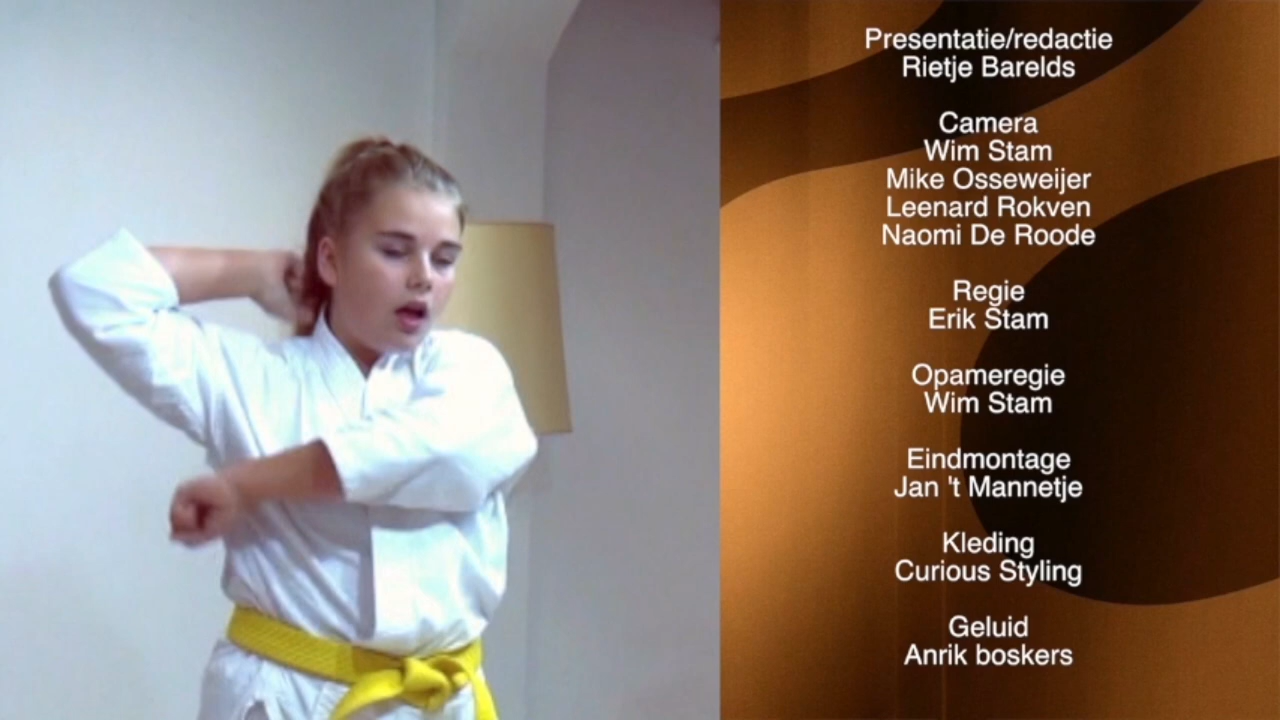 Presentatie/redactie
Rietje Barelds
Camera
Wim Stam
Mike Osseweijer
Leenard Rokven
Naomi De Roode
Regie
Erik Stam
Opameregie
Wim Stam
Eindmontage
Jan 't Mannetje
Kleding
Curious Styling
Geluid
Anrik boskers